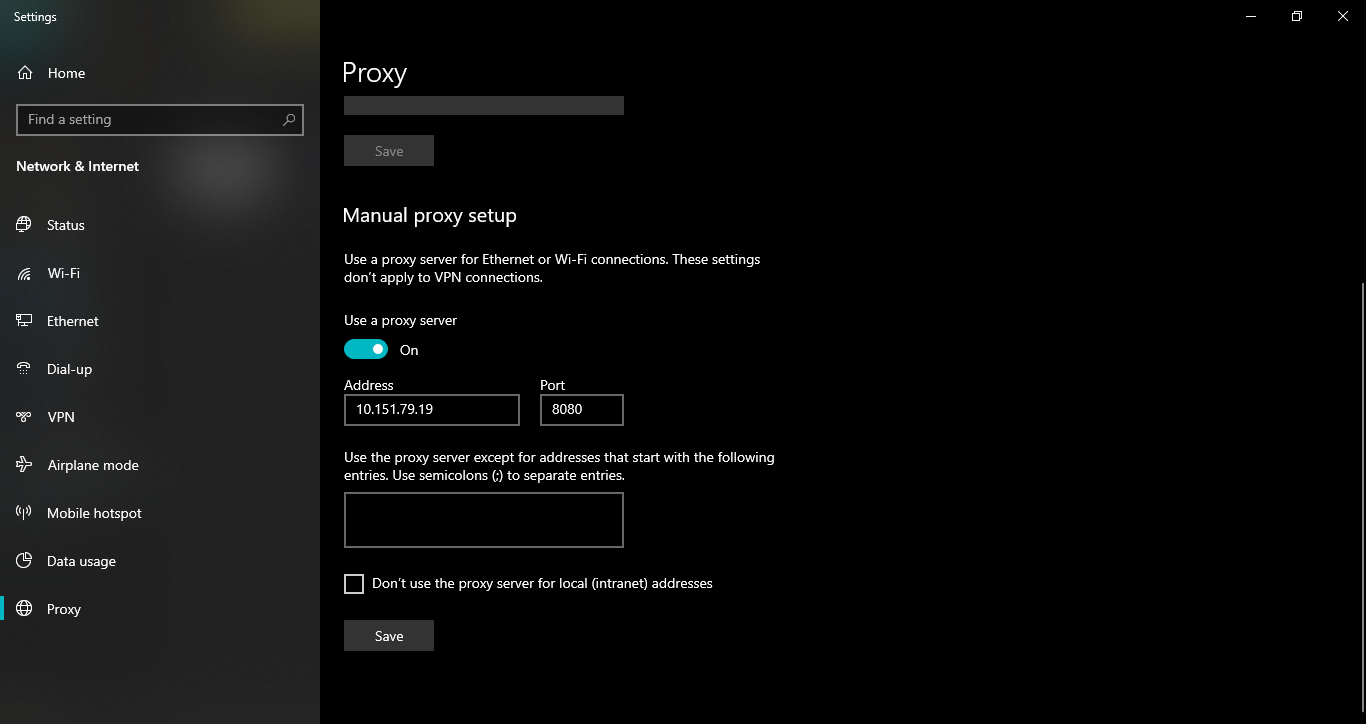 Settings
Home
Find a setting
Network & Internet
Status
Wi-Fi
Ethernet
Dial-up
VPN
Airplane mode
Mobile hotspot
Data usage
Proxy
Proxy
Save
Manual proxy setup
Use a proxy server for Ethernet or Wi-Fi connections. These settings
don't apply to VPN connections.
Use a proxy server
On
Address Port
10.151.79.19 8080
Use the proxy server except for addresses that start with the following
entries. Use semicolons (;) to separate entries.
Don't use the proxy server for local (intranet) addresses
Save